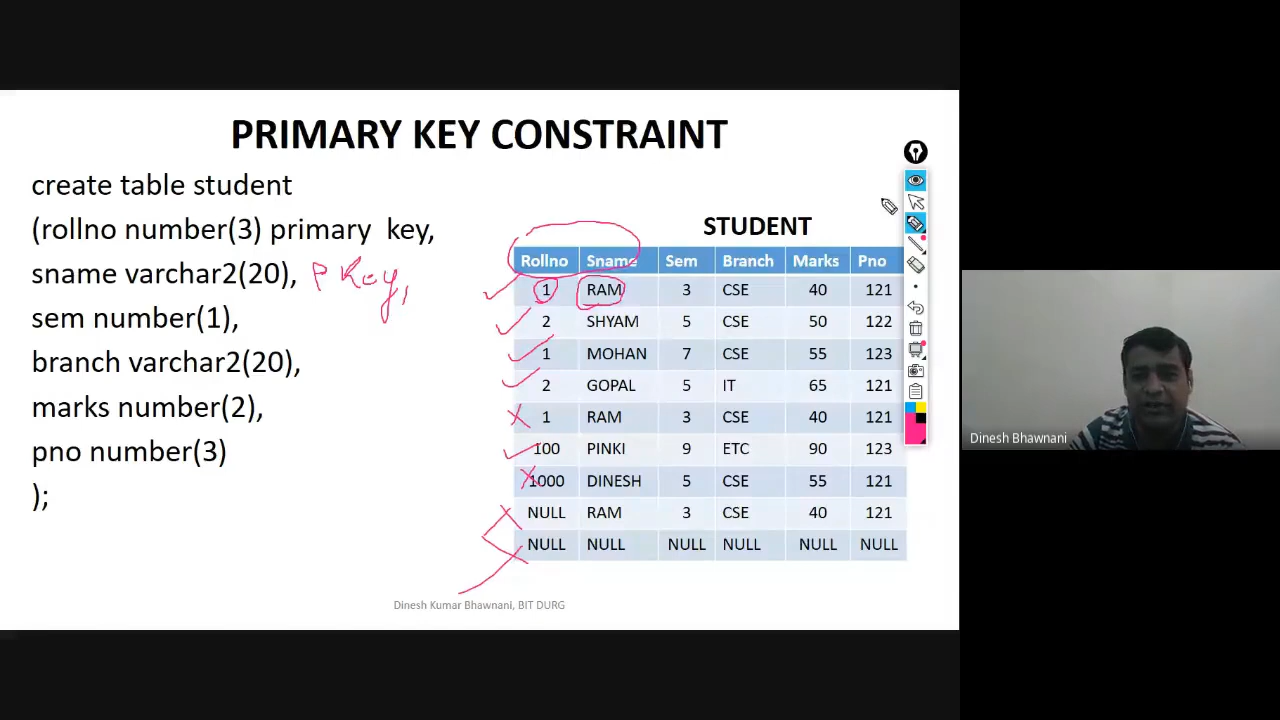 PRIMARY KEY CONSTRAINT
create table student
(rollno number(3) primary key,
sname varchar2(20), P Key,
sem number(1),
branch varchar2(20),
marks number(2),
pno number(3)
);
STUDENT
Rollno Sname Sem Branch Marks Pno
1 RAM 3 CSE 40 121
2 SHYAM 5 CSE 50 122
1 MOHAN 7 CSE 55 123
2 GOPAL 5 IT 65 121
1 RAM 3 CSE 40 121
100 PINKI 9 ETC 90 123
1000 DINESH 5 CSE 55 121
NULL RAM 3 CSE 40 121
NULL NULL NULL NULL NULL NULL
Dinesh Kumar Bhawnani, BIT DURG
Dinesh Bhawnani